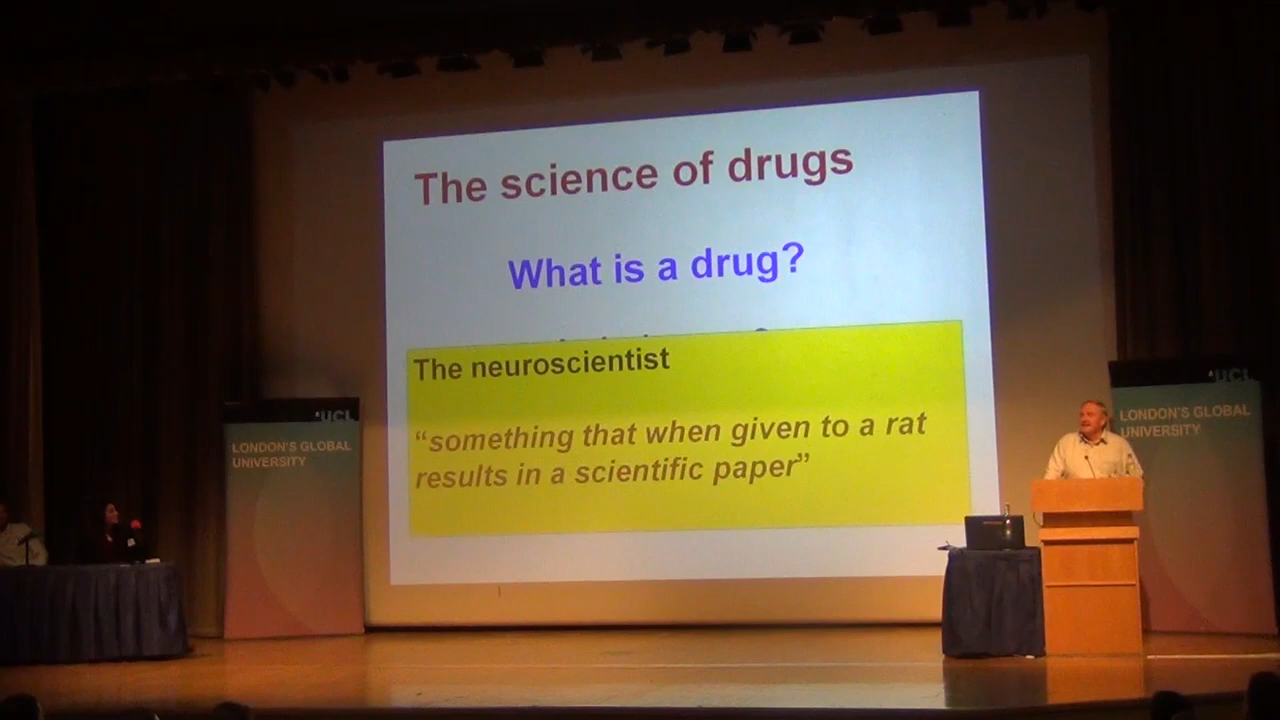 The science of drugs
What is a drug?
The neuroscientist
“something that when given to a rat
results in a scientific paper”
UCL
LONDON'S GLOBAL
UNIVERSITY
UCL
LONDON'S GLOBAL
UNIVERSITY